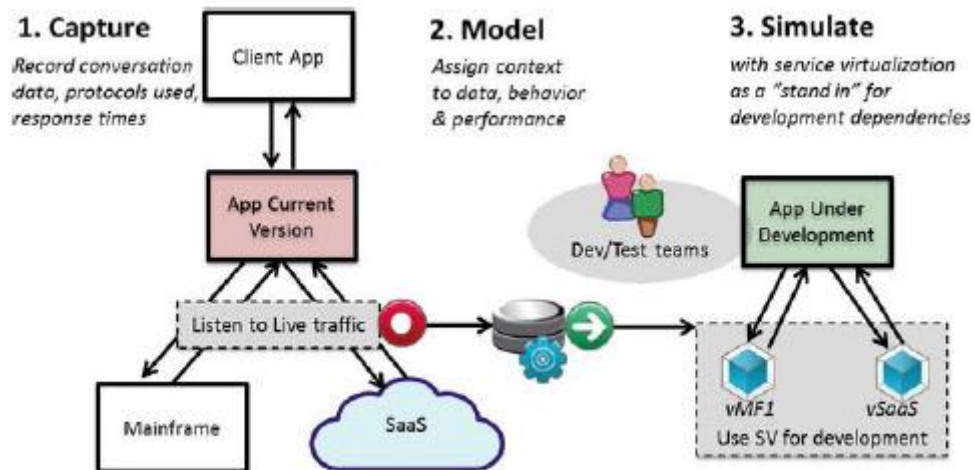 1. Capture
Record conversation
data, protocols used,
response times
Client App
2. Model
Assign context
to data, behavior
& performance
3. Simulate
with service virtualization
as a "stand in" for
development dependencies
App Current
Version
Dev/Test teams
App Under
Development
Listen to Live traffic
Mainframe
SaaS
vMF1
vSaaS
Use SV for development